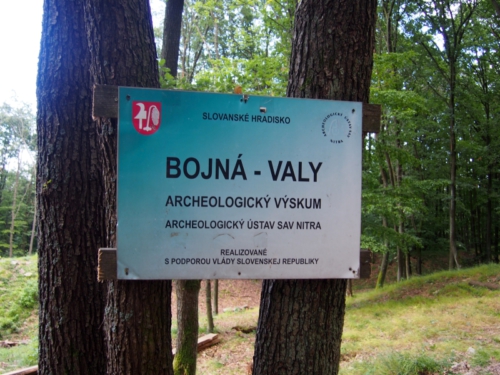 SLOVANSKÉ HRADISKO
BOJNÁ - VALY
ARCHEOLOGICKÝ VÝSKUM
ARCHEOLOGICKÝ ÚSTAV SAV NITRA
REALIZOVANÉ
S PODPOROU VLÁDY SLOVENSKEJ REPUBLIKY